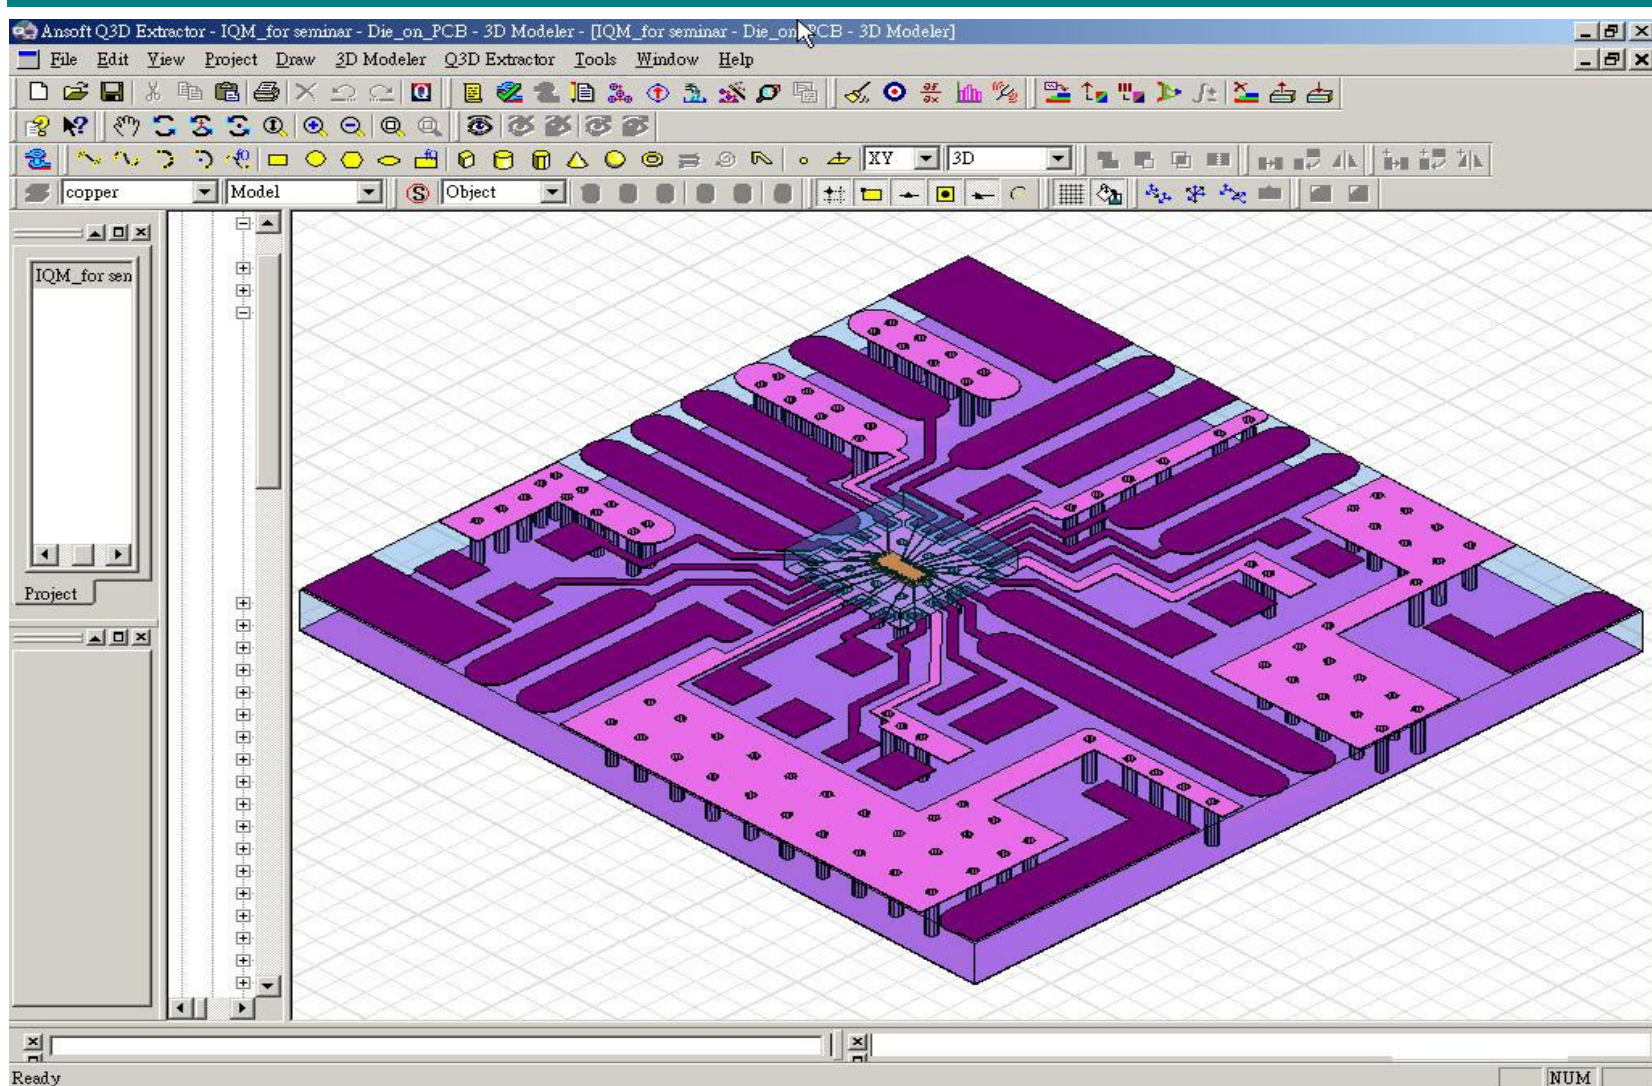 Ansoft Q3D Extractor - IQM_for seminar - Die_on_PCB - 3D Modeler - [IQM_for seminar - Die_on_PCB - 3D Modeler]
File Edit View Project Draw 3D Modeler Q3D Extractor Tools Window Help
XY 3D
copper Model Object
IQM_for sen
Project
Ready NUM